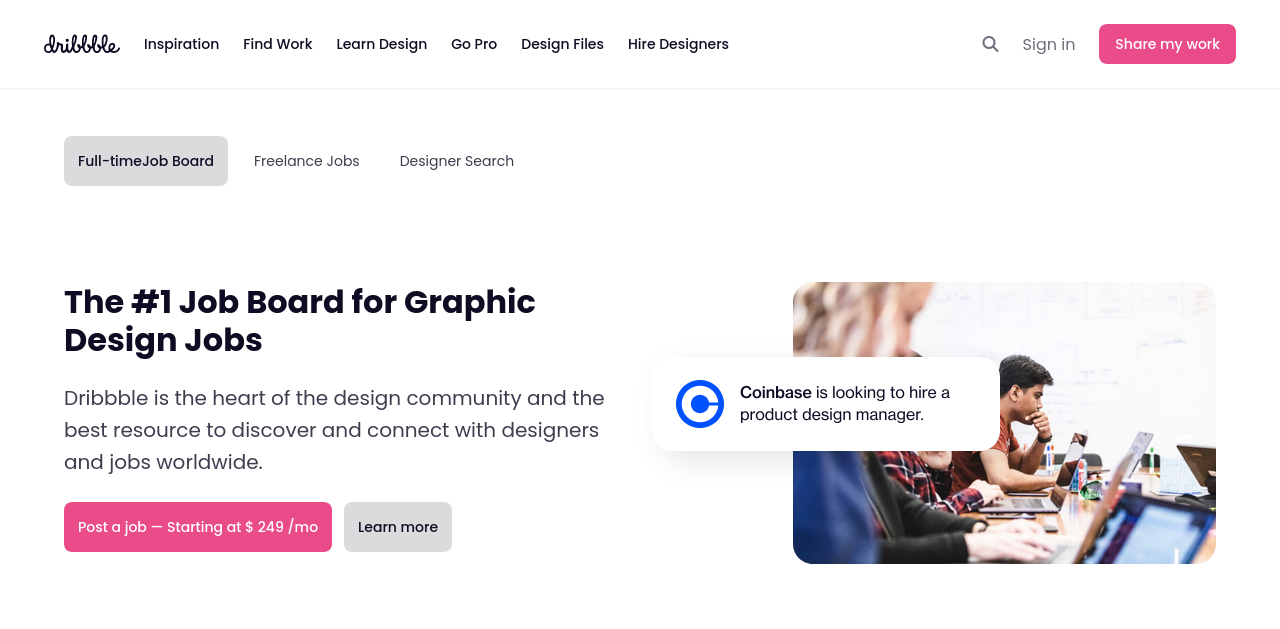 dribbble Inspiration Find Work Learn Design Go Pro Design Files Hire Designers Sign in Share my work
Full-timeJob Board Freelance Jobs Designer Search
The #1 Job Board for Graphic
Design Jobs
Dribbble is the heart of the design community and the
best resource to discover and connect with designers
and jobs worldwide.
Post a job — Starting at $ 249 /mo Learn more
Coinbase is looking to hire a
product design manager.